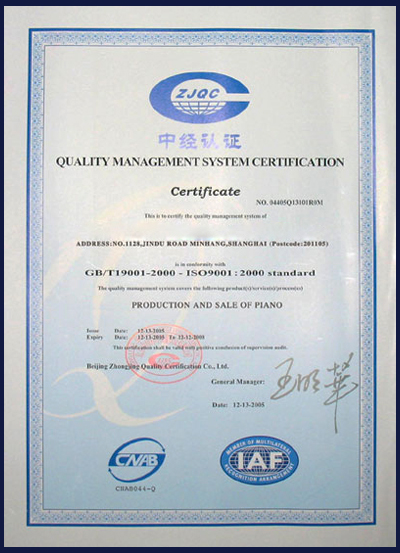 ZJQC
中经认证
QUALITY MANAGEMENT SYSTEM CERTIFICATION
Certificate
NO. 04405Q13101R0M
This is to certify the quality management system of
ADDRESS:NO.1128,JINDU ROAD MINHANG,SHANGHAI (Postcode:201105)
is in conformity with
GB/T19001-2000 - ISO9001:2000 standard
The quality management system covers the following product(s)/service(s)/process(es)
PRODUCTION AND SALE OF PIANO
Issue Date: 12-13-2005
Expiry Date: 12-13-2005 To 12-12-2008
This certification shall be valid with positive conclusion of supervision audit.
Beijing Zhongjing Quality Certification Co., Ltd.
General Manager:
Date: 12-13-2005
CNAB
CNAB044-Q
MEMBER OF MULTILATERAL
IAF
RECOGNITION ARRANGEMENT